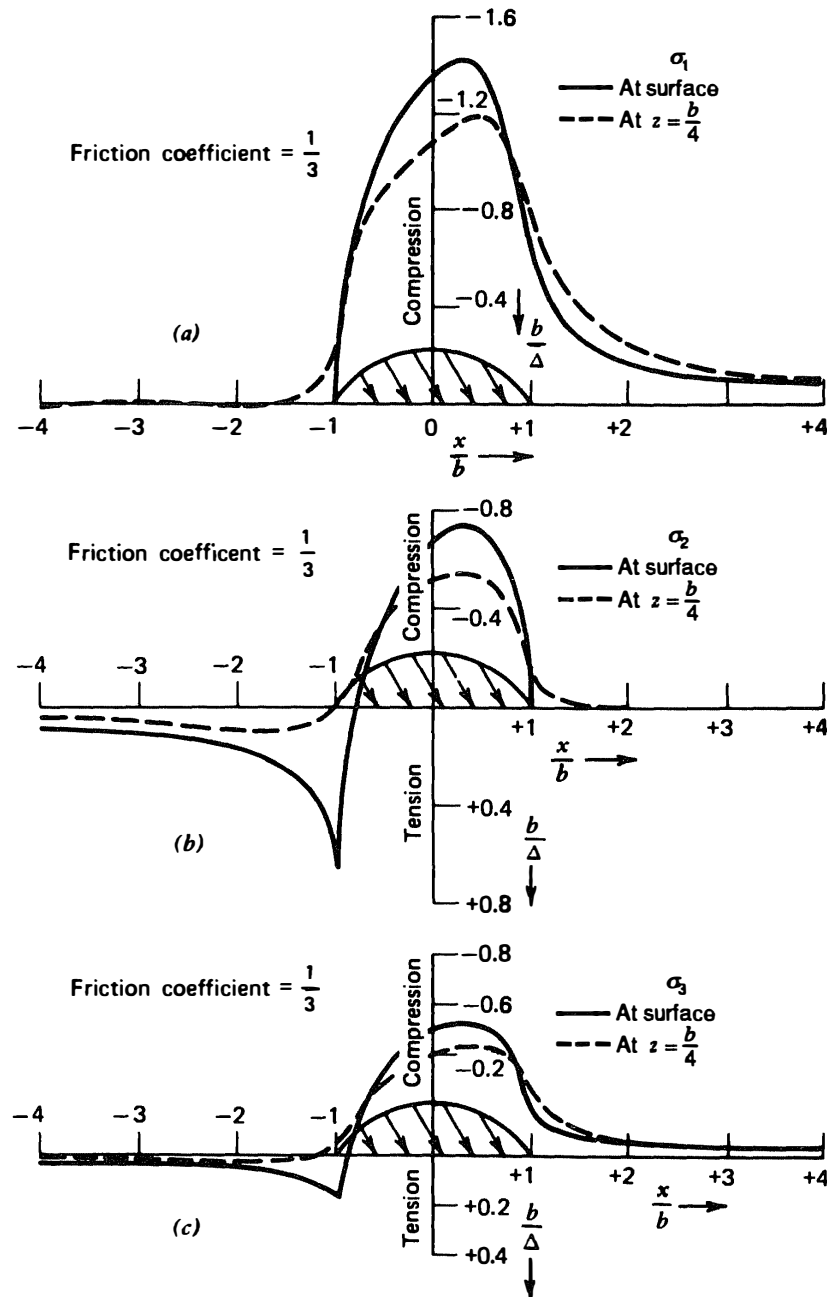 −1.6
σ₁
At surface
At z = b/4
Friction coefficient = 1/3
−1.2
−0.8
Compression
−0.4
b/Δ
(a)
−4 −3 −2 −1 0 +1 +2 +3 +4
x/b
−0.8
Friction coefficent = 1/3
σ₂
At surface
At z = b/4
Compression
−0.4
−4 −3 −2 −1 +1 +2 +3 +4
x/b
Tension
+0.4
b/Δ
(b)
+0.8
−0.8
Friction coefficient = 1/3
σ₃
−0.6
At surface
At z = b/4
Compression
−0.2
−4 −3 −2 −1 +1 +2 +3 +4
Tension
+0.2
b/Δ
x/b
(c)
+0.4